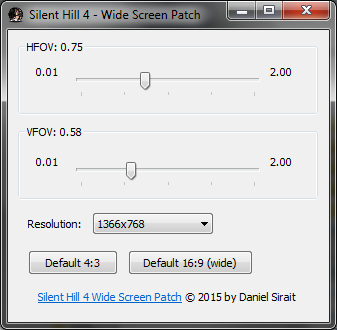 Silent Hill 4 - Wide Screen Patch
HFOV: 0.75
0.01 2.00
VFOV: 0.58
0.01 2.00
Resolution: 1366x768
Default 4:3 Default 16:9 (wide)
Silent Hill 4 Wide Screen Patch © 2015 by Daniel Sirait